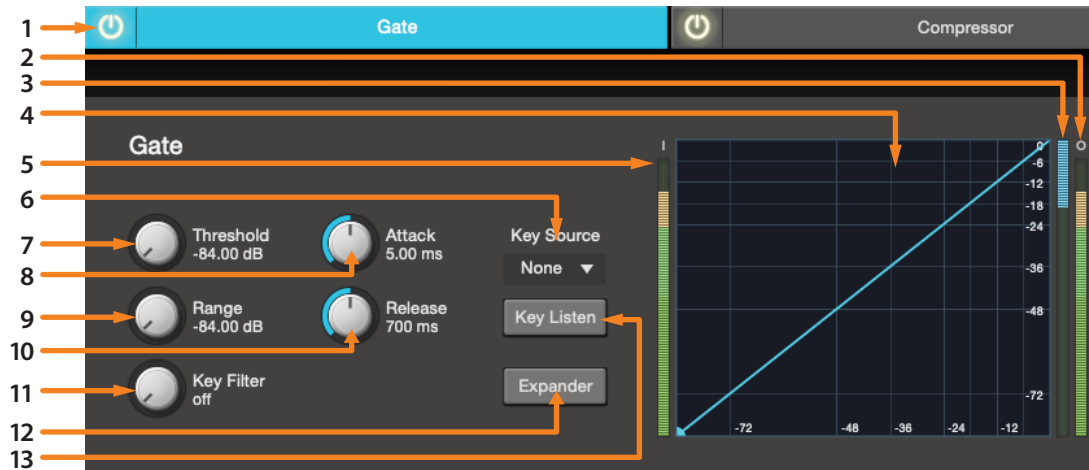 1
Gate
Compressor
2
3
4
Gate
I
O
5
0
-6
-12
-18
-24
-36
-48
-72
6
Key Source
None
7
Threshold
-84.00 dB
Attack
5.00 ms
8
9
Range
-84.00 dB
Release
700 ms
Key Listen
10
11
Key Filter
off
Expander
-72
-48
-36
-24
-12
12
13